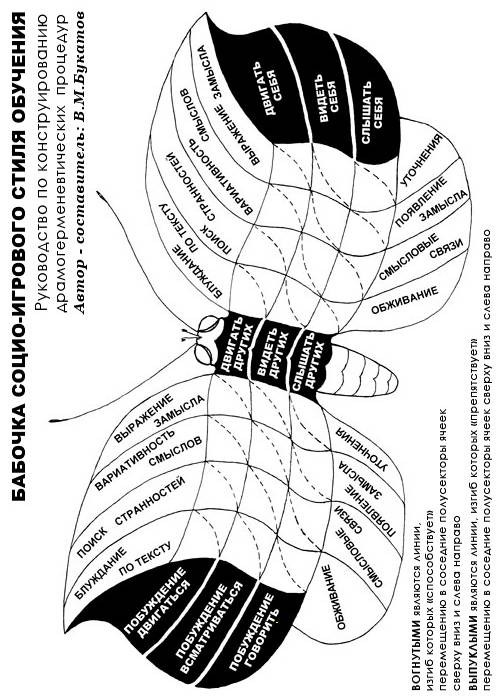 БАБОЧКА СОЦИО-ИГРОВОГО СТИЛЯ ОБУЧЕНИЯ
Руководство по конструированию
драмогерменевтических процедур
Автор - составитель: В.М.Букатов
ДВИГАТЬ
СЕБЯ
ВИДЕТЬ
СЕБЯ
СЛЫШАТЬ
СЕБЯ
ВЫРАЖЕНИЕ ЗАМЫСЛА
ВАРИАТИВНОСТЬ СМЫСЛОВ
ПОИСК СТРАННОСТЕЙ
БЛУЖДАНИЕ ПО ТЕКСТУ
УТОЧНЕНИЯ
ПОЯВЛЕНИЕ
ЗАМЫСЛА
СМЫСЛОВЫЕ
СВЯЗИ
ОБЖИВАНИЕ
ДВИГАТЬ
ДРУГИХ
ВИДЕТЬ
ДРУГИХ
СЛЫШАТЬ
ДРУГИХ
ВЫРАЖЕНИЕ
ЗАМЫСЛА
ВАРИАТИВНОСТЬ
СМЫСЛОВ
ПОИСК СТРАННОСТЕЙ
БЛУЖДАНИЕ
ПО ТЕКСТУ
УТОЧНЕНИЯ
ПОЯВЛЕНИЕ
ЗАМЫСЛА
СМЫСЛОВЫЕ
СВЯЗИ
ОБЖИВАНИЕ
ПОБУЖДЕНИЕ
ДВИГАТЬСЯ
ПОБУЖДЕНИЕ
ВСМАТРИВАТЬСЯ
ПОБУЖДЕНИЕ
ГОВОРИТЬ
ВОГНУТЫМИ являются линии,
изгиб которых «способствует»
перемещению в соседние полусекторы ячеек
сверху вниз и слева направо
ВЫПУКЛЫМИ являются линии, изгиб которых «препятствует»
перемещению в соседние полусекторы ячеек сверху вниз и слева направо